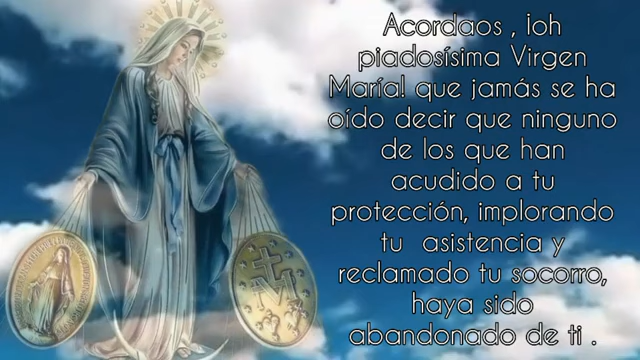 Acordaos , ¡oh
piadosísima Virgen
María! que jamás se ha
oído decir que ninguno
de los que han
acudido a tu
protección, implorando
tu asistencia y
reclamado tu socorro,
haya sido
abandonado de ti .